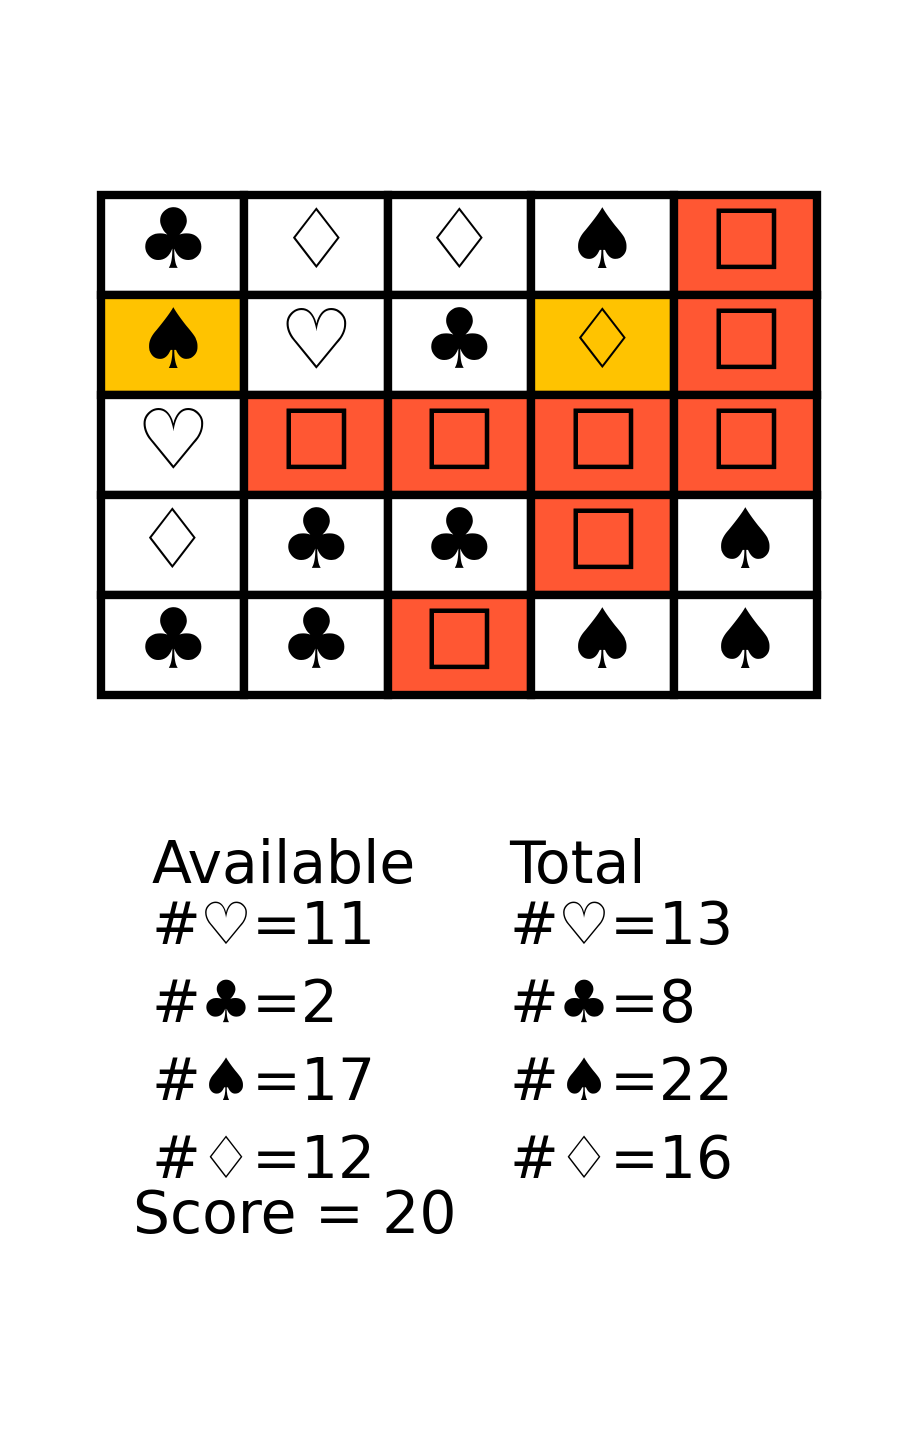 ♣ ♢ ♢ ♠ □
♠ ♡ ♣ ♢ □
♡ □ □ □ □
♢ ♣ ♣ □ ♠
♣ ♣ □ ♠ ♠
Available Total
#♡=11 #♡=13
#♣=2 #♣=8
#♠=17 #♠=22
#♢=12 #♢=16
Score = 20